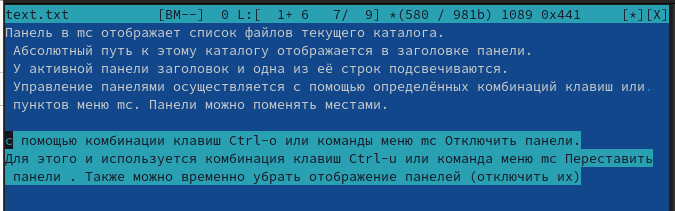 text.txt [BM--] 0 L:[ 1+ 6 7/ 9] *(580 / 981b) 1089 0x441 [*][X]
Панель в mc отображает список файлов текущего каталога.
Абсолютный путь к этому каталогу отображается в заголовке панели.
У активной панели заголовок и одна из её строк подсвечиваются.
Управление панелями осуществляется с помощью определённых комбинаций клавиш или.
пунктов меню mc. Панели можно поменять местами.
с помощью комбинации клавиш Ctrl-o или команды меню mc Отключить панели.
Для этого и используется комбинация клавиш Ctrl-u или команда меню mc Переставить
панели . Также можно временно убрать отображение панелей (отключить их)